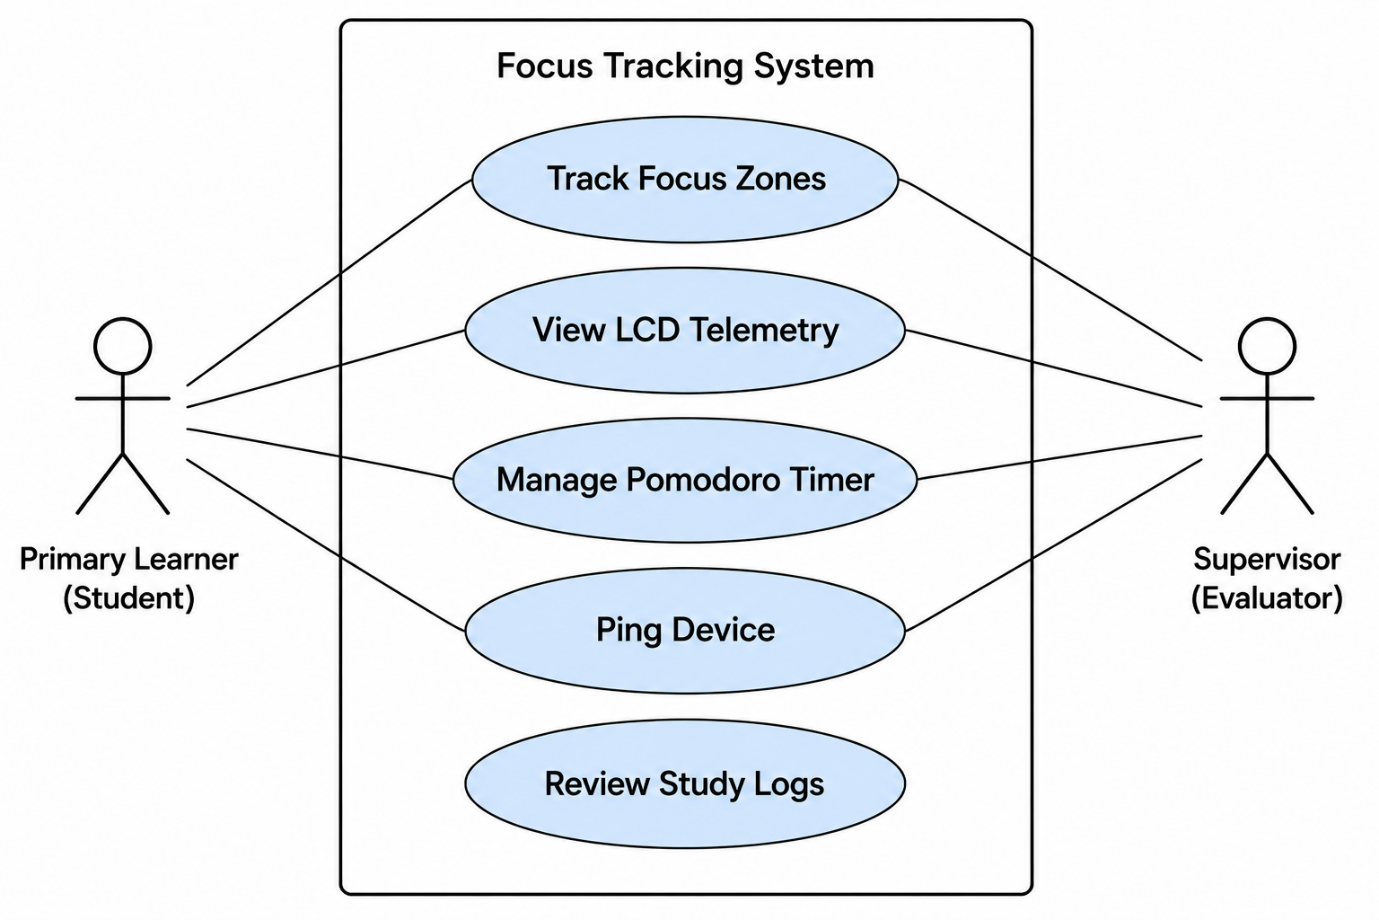 Focus Tracking System
Track Focus Zones
View LCD Telemetry
Manage Pomodoro Timer
Ping Device
Review Study Logs
Primary Learner
(Student)
Supervisor
(Evaluator)